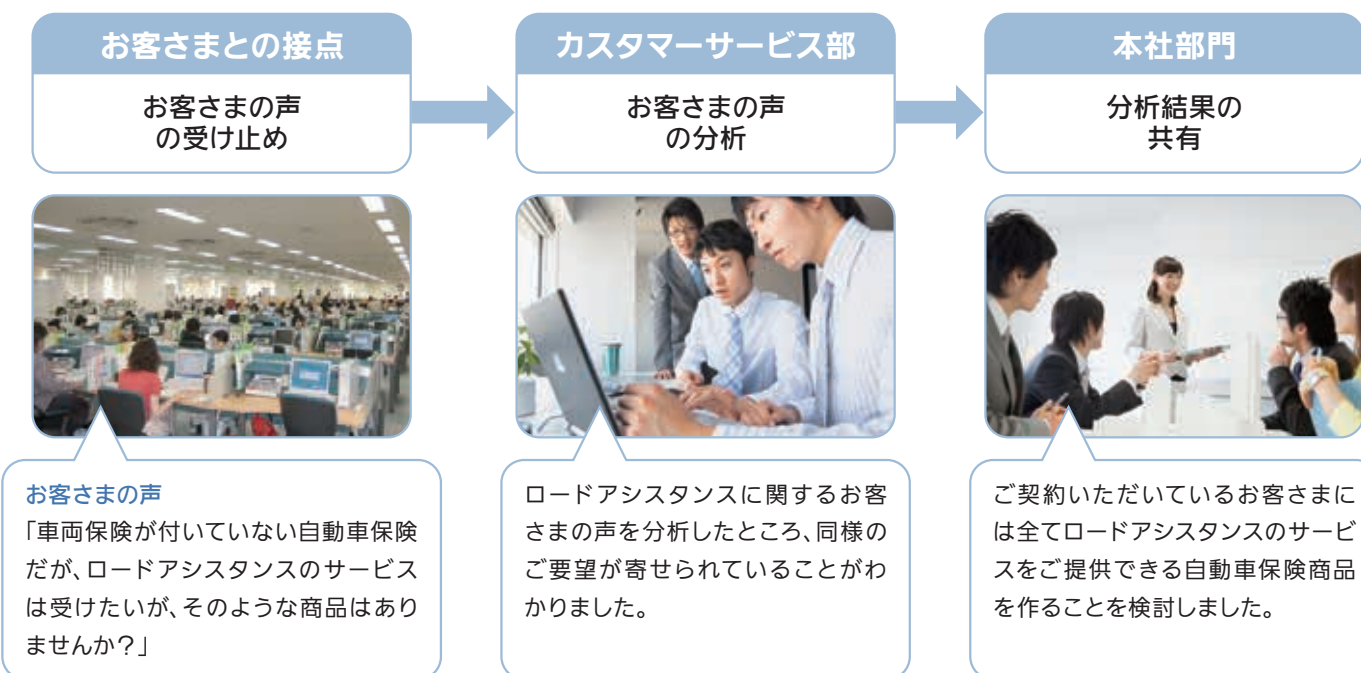 お客さまとの接点
お客さまの声
の受け止め
カスタマーサービス部
お客さまの声
の分析
本社部門
分析結果の
共有
お客さまの声
「車両保険が付いていない自動車保険
だが、ロードアシスタンスのサービス
は受けたいが、そのような商品はあり
ませんか？」
ロードアシスタンスに関するお客
さまの声を分析したところ、同様の
ご要望が寄せられていることがわ
かりました。
ご契約いただいているお客さまに
は全てロードアシスタンスのサービ
スをご提供できる自動車保険商品
を作ることを検討しました。